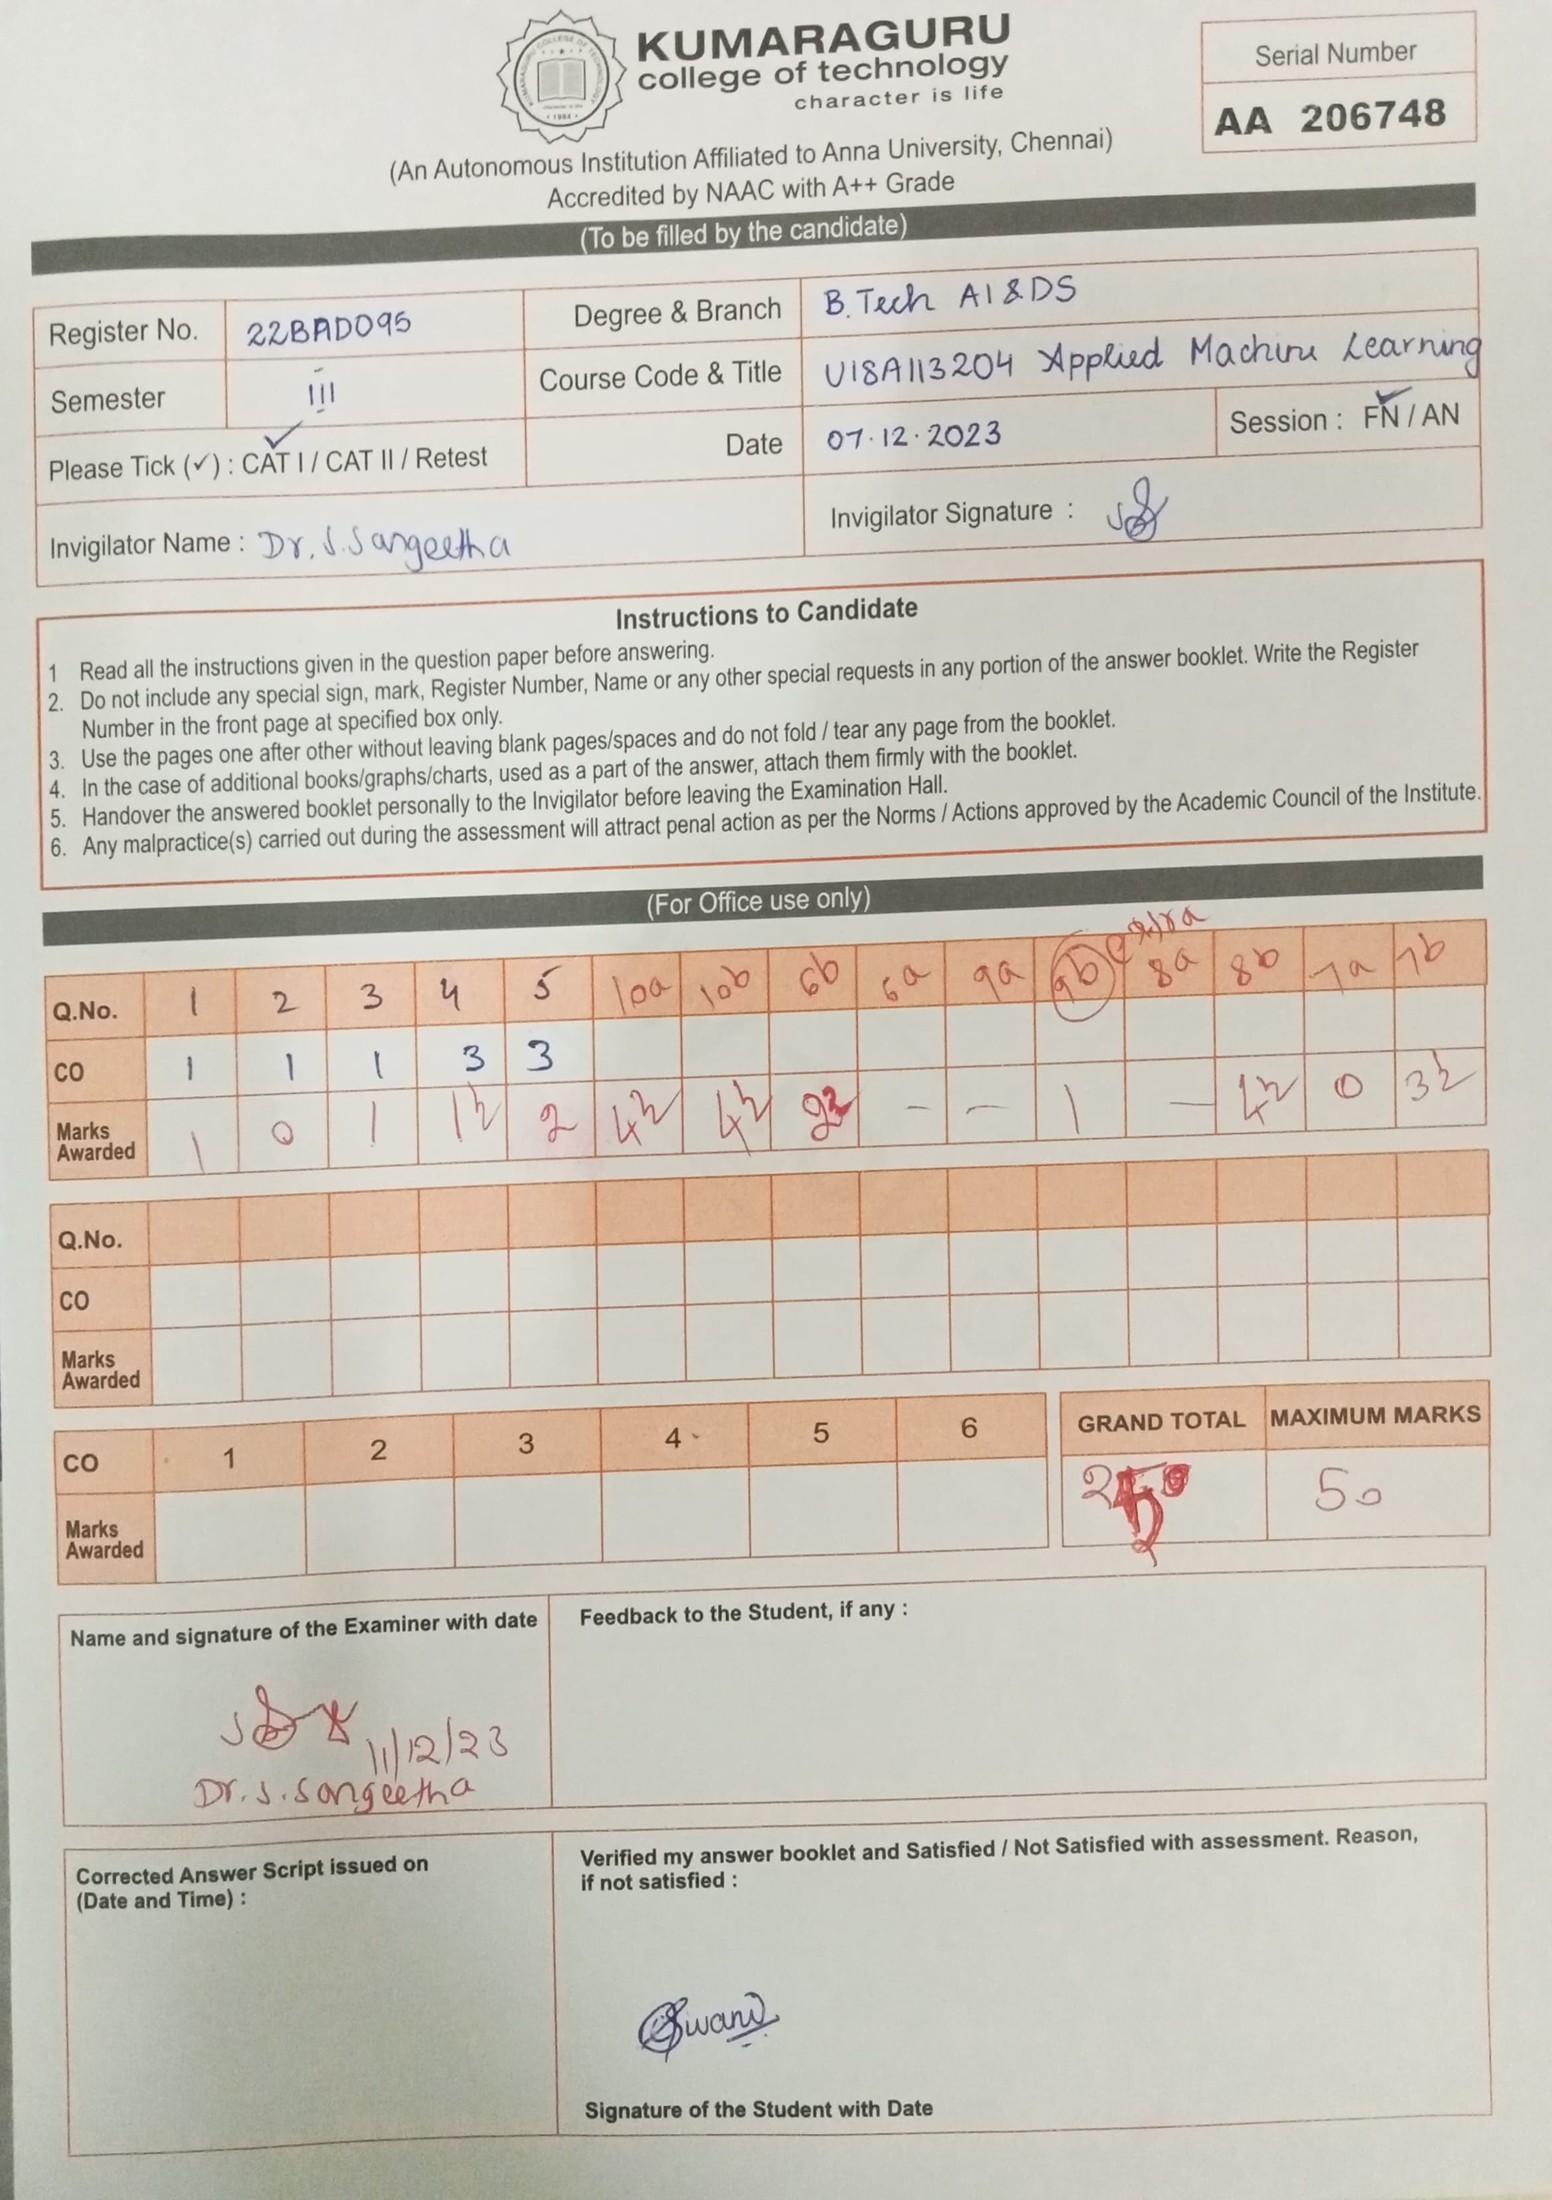 KUMARAGURU
college of technology
character is life
KUMARAGURU COLLEGE OF TECHNOLOGY
1984
Serial Number
AA 206748
(An Autonomous Institution Affiliated to Anna University, Chennai)
Accredited by NAAC with A++ Grade
(To be filled by the candidate)
Register No. 22BAD095 Degree & Branch B.Tech AI&DS
Semester III Course Code & Title U18AII3204 Applied Machine Learning
Please Tick (✓) : CAT I / CAT II / Retest Date 07.12.2023 Session : FN / AN
Invigilator Name : Dr. S. Sangeetha Invigilator Signature :
Instructions to Candidate
1 Read all the instructions given in the question paper before answering.
2. Do not include any special sign, mark, Register Number, Name or any other special requests in any portion of the answer booklet. Write the Register
Number in the front page at specified box only.
3. Use the pages one after other without leaving blank pages/spaces and do not fold / tear any page from the booklet.
4. In the case of additional books/graphs/charts, used as a part of the answer, attach them firmly with the booklet.
5. Handover the answered booklet personally to the Invigilator before leaving the Examination Hall.
6. Any malpractice(s) carried out during the assessment will attract penal action as per the Norms / Actions approved by the Academic Council of the Institute.
(For Office use only)
extra
Q.No. 1 2 3 4 5 10a 10b 6b 6a 9a 9b 8a 8b 7a 7b
CO 1 1 1 3 3
Marks
Awarded 1 0 1 1½ 2 4½ 4½ - - 1 - 4½ 0 3½
Q.No.
CO
Marks
Awarded
CO 1 2 3 4 5 6
Marks
Awarded
GRAND TOTAL MAXIMUM MARKS
50
Name and signature of the Examiner with date
11/12/23
Dr. S. Sangeetha
Feedback to the Student, if any :
Corrected Answer Script issued on
(Date and Time) :
Verified my answer booklet and Satisfied / Not Satisfied with assessment. Reason,
if not satisfied :
Signature of the Student with Date